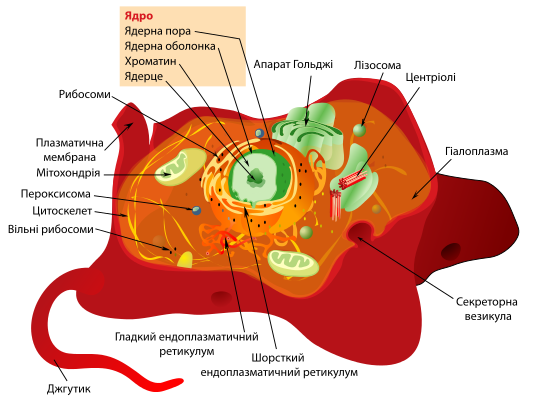 Ядро
Ядерна пора
Ядерна оболонка
Хроматин
Ядерце
Апарат Гольджі
Лізосома
Центріолі
Рибосоми
Плазматична
мембрана
Мітохондрія
Гіалоплазма
Пероксисома
Цитоскелет
Вільні рибосоми
Секреторна
везикула
Гладкий ендоплазматичний
ретикулум
Шорсткий
ендоплазматичний ретикулум
Джгутик